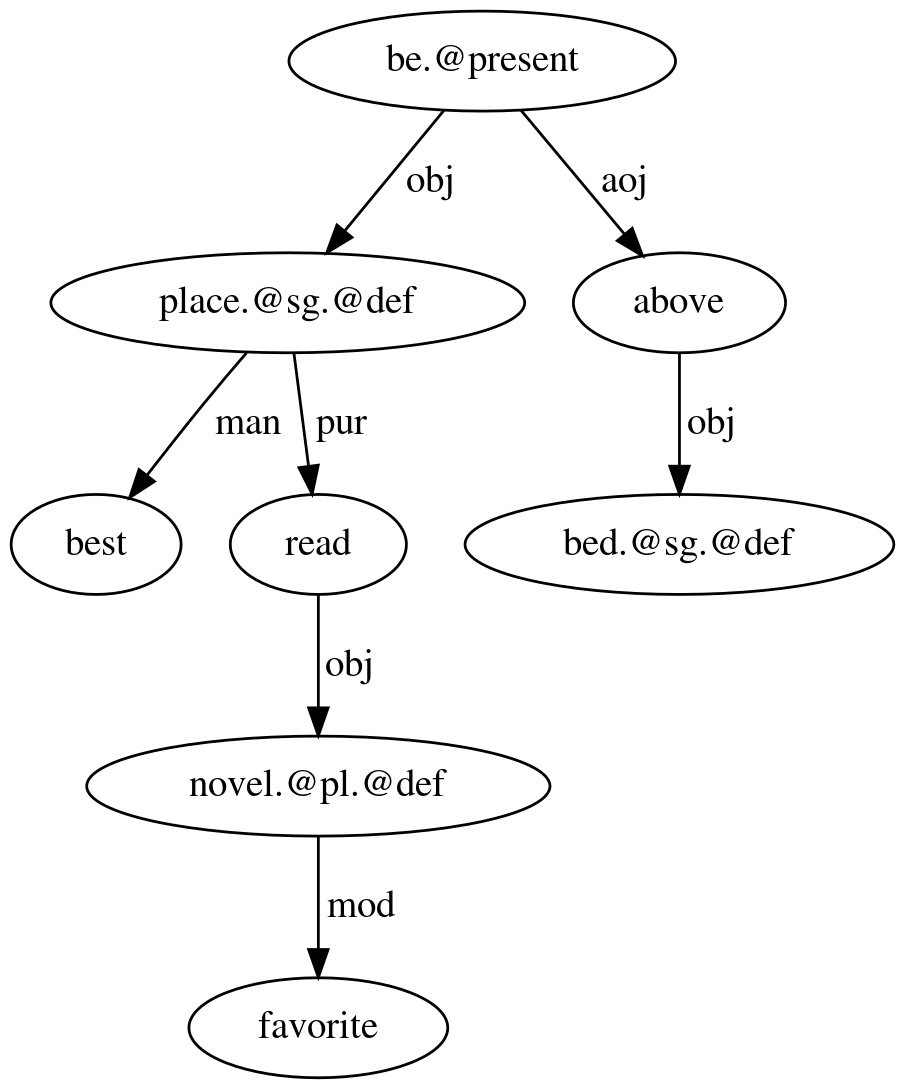 be.@present
obj
aoj
place.@sg.@def
above
man
pur
obj
best
read
bed.@sg.@def
obj
novel.@pl.@def
mod
favorite